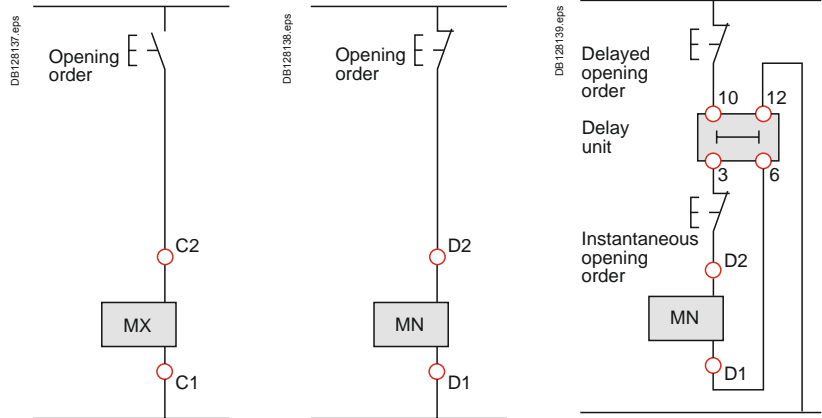 DB128137.eps
Opening
order
C2
MX
C1
DB128138.eps
Opening
order
D2
MN
D1
DB128139.eps
Delayed
opening
order
10
12
Delay
unit
3
6
Instantaneous
opening
order
D2
MN
D1